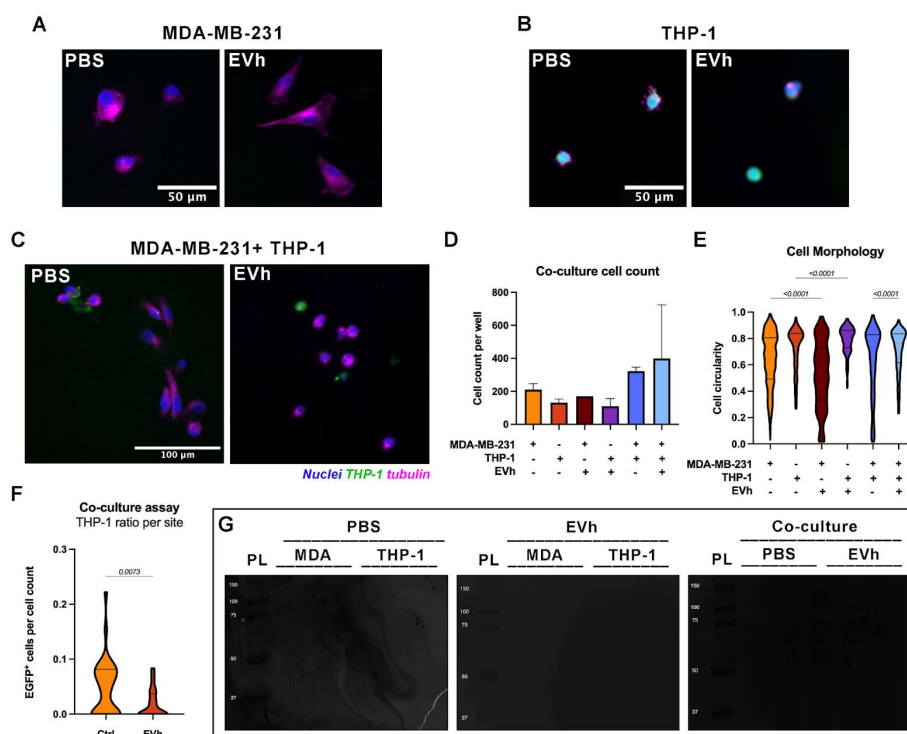 A
MDA-MB-231
PBS
EVh
50 µm
B
THP-1
PBS
EVh
50 µm
C
MDA-MB-231+ THP-1
PBS
EVh
100 µm
Nuclei THP-1 tubulin
D
Co-culture cell count
Cell count per well
800
600
400
200
0
MDA-MB-231 + - + - + +
THP-1 - + - + + +
EVh - - + + - +
E
Cell Morphology
<0.0001
<0.0001
<0.0001
Cell circularity
1.0
0.8
0.6
0.4
0.2
0.0
MDA-MB-231 + - + - + +
THP-1 - + - + + +
EVh - - + + - +
F
Co-culture assay
THP-1 ratio per site
0.0073
EGFP+ cells per cell count
0.3
0.2
0.1
0.0
Ctrl EVh
G
PBS
PL MDA THP-1
150
100
75
50
37
EVh
PL MDA THP-1
150
100
75
50
37
Co-culture
PL PBS EVh
150
100
75
50
37